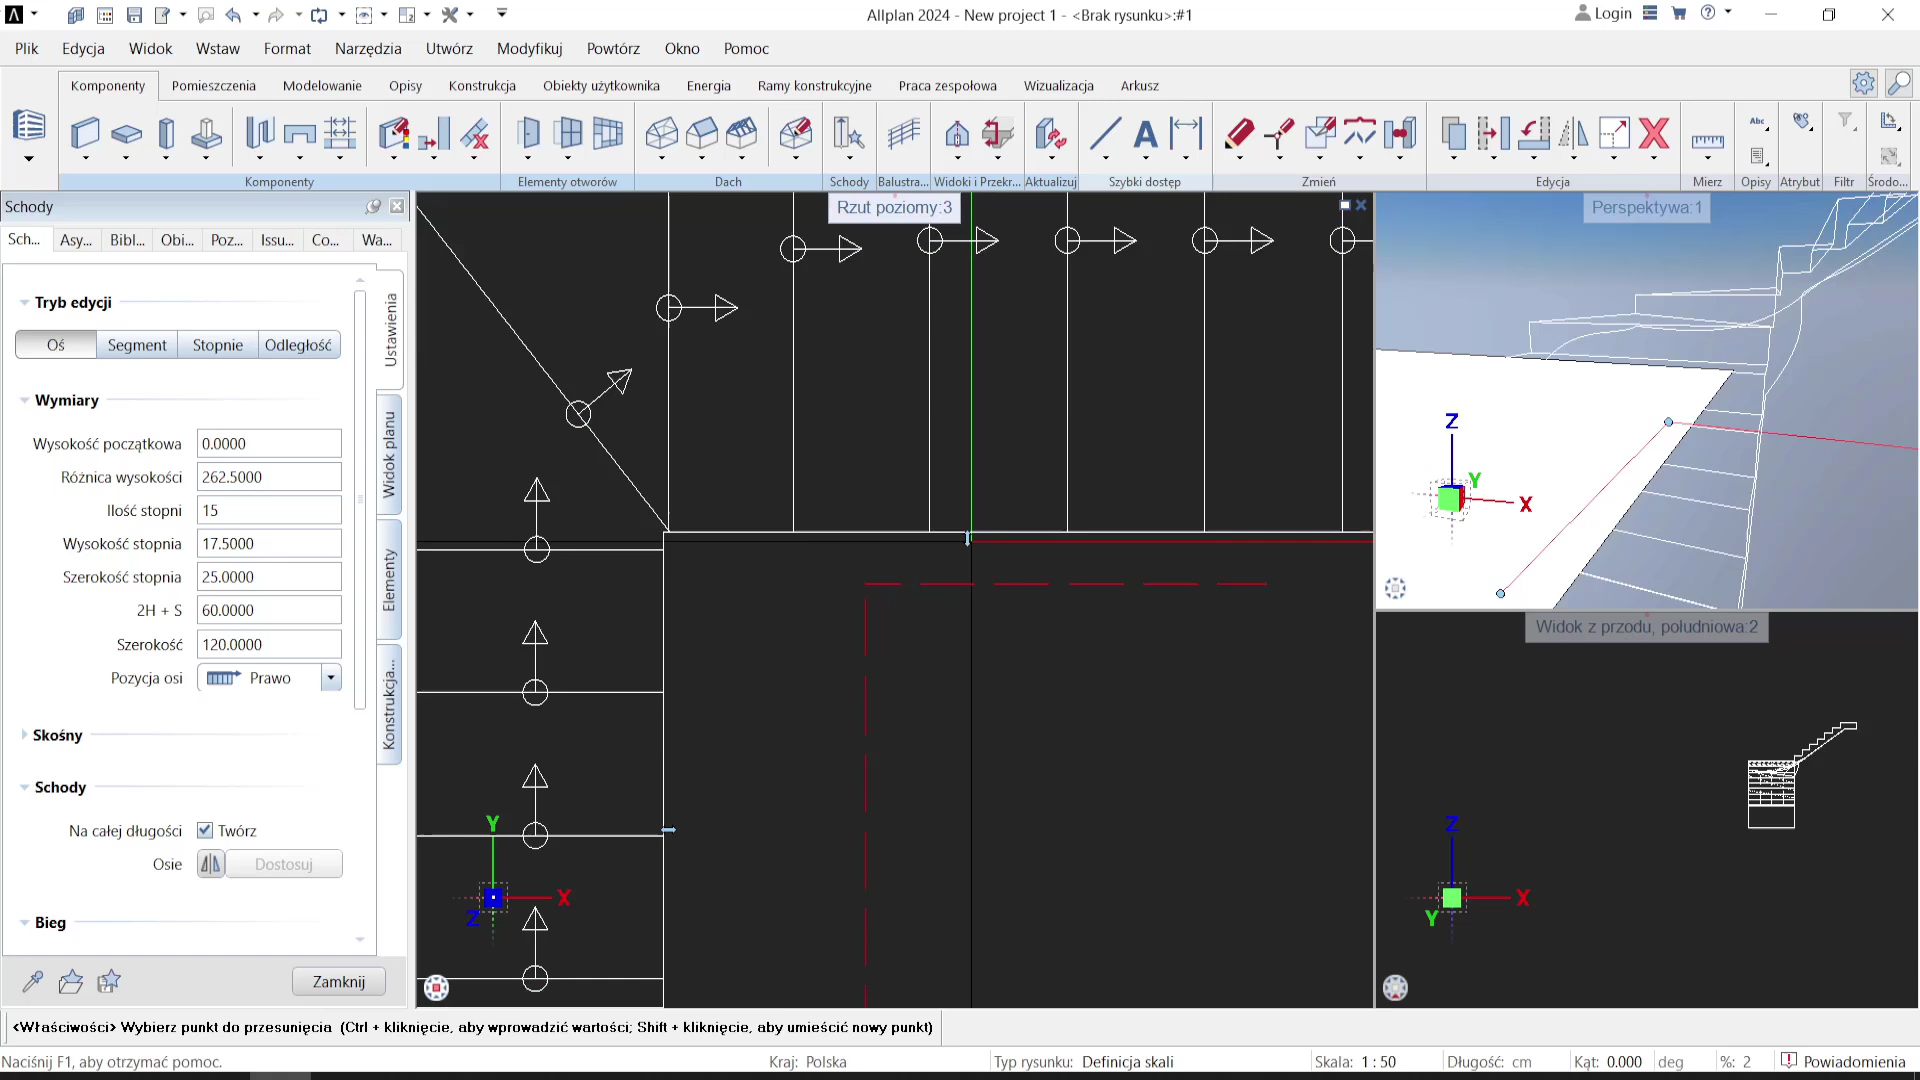 Allplan 2024 - New project 1 - <Brak rysunku>:#1
Login
Plik Edycja Widok Wstaw Format Narzędzia Utwórz Modyfikuj Powtórz Okno Pomoc
Komponenty Pomieszczenia Modelowanie Opisy Konstrukcja Obiekty użytkownika Energia Ramy konstrukcyjne Praca zespołowa Wizualizacja Arkusz
Abc
Komponenty Elementy otworów Dach Schody Balustra... Widoki i Przekr... Aktualizuj Szybki dostęp Zmień Edycja Mierz Opisy Atrybut Filtr Środo...
Schody
Sch... Asy... Bibl... Obi... Poz... Issu... Co... Wa...
Ustawienia
Widok planu
Elementy
Konstrukcja...
Tryb edycji
Oś Segment Stopnie Odległość
Wymiary
Wysokość początkowa 0.0000
Różnica wysokości 262.5000
Ilość stopni 15
Wysokość stopnia 17.5000
Szerokość stopnia 25.0000
2H + S 60.0000
Szerokość 120.0000
Pozycja osi Prawo
Skośny
Schody
Na całej długości Twórz
Osie Dostosuj
Bieg
Zamknij
Rzut poziomy:3
Y
X
Z
Perspektywa:1
Z
Y
X
Widok z przodu, południowa:2
Z
X
Y
<Właściwości> Wybierz punkt do przesunięcia (Ctrl + kliknięcie, aby wprowadzić wartości; Shift + kliknięcie, aby umieścić nowy punkt)
Naciśnij F1, aby otrzymać pomoc. Kraj: Polska Typ rysunku: Definicja skali Skala: 1 : 50 Długość: cm Kąt: 0.000 deg %: 2 Powiadomienia